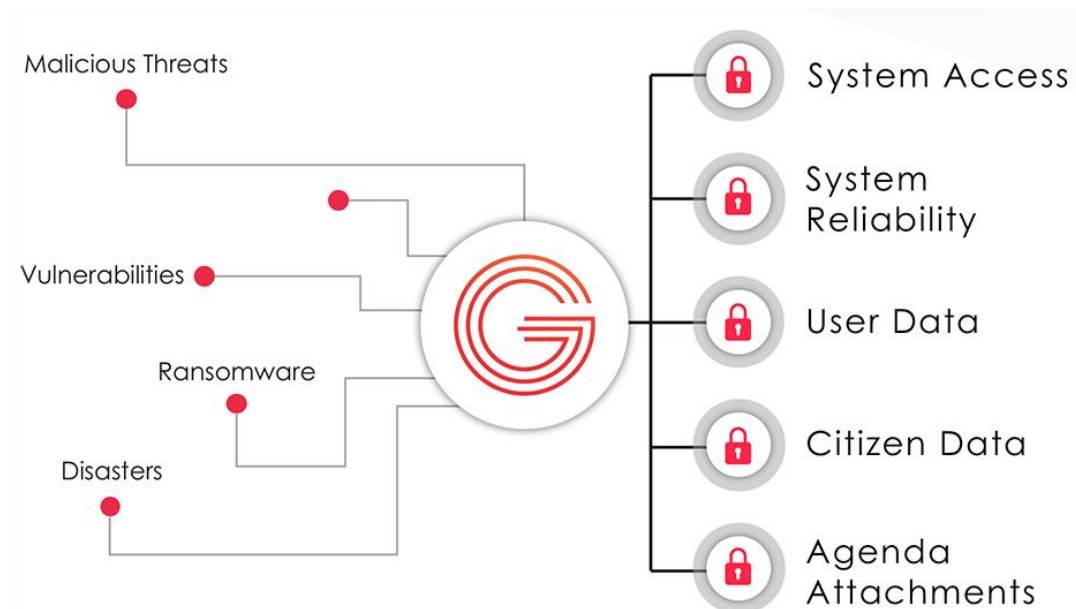 Malicious Threats
Vulnerabilities
Ransomware
Disasters
System Access
System
Reliability
User Data
Citizen Data
Agenda
Attachments